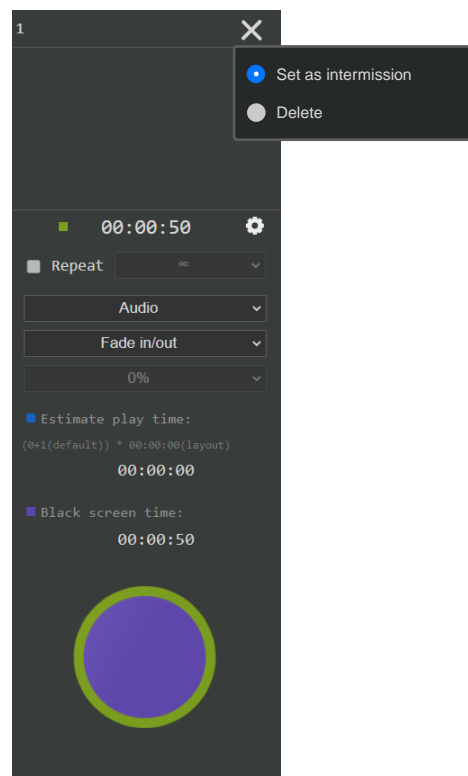 1
Set as intermission
Delete
00:00:50
Repeat ∞
Audio
Fade in/out
0%
Estimate play time:
(0+1(default)) * 00:00:00(layout)
00:00:00
Black screen time:
00:00:50